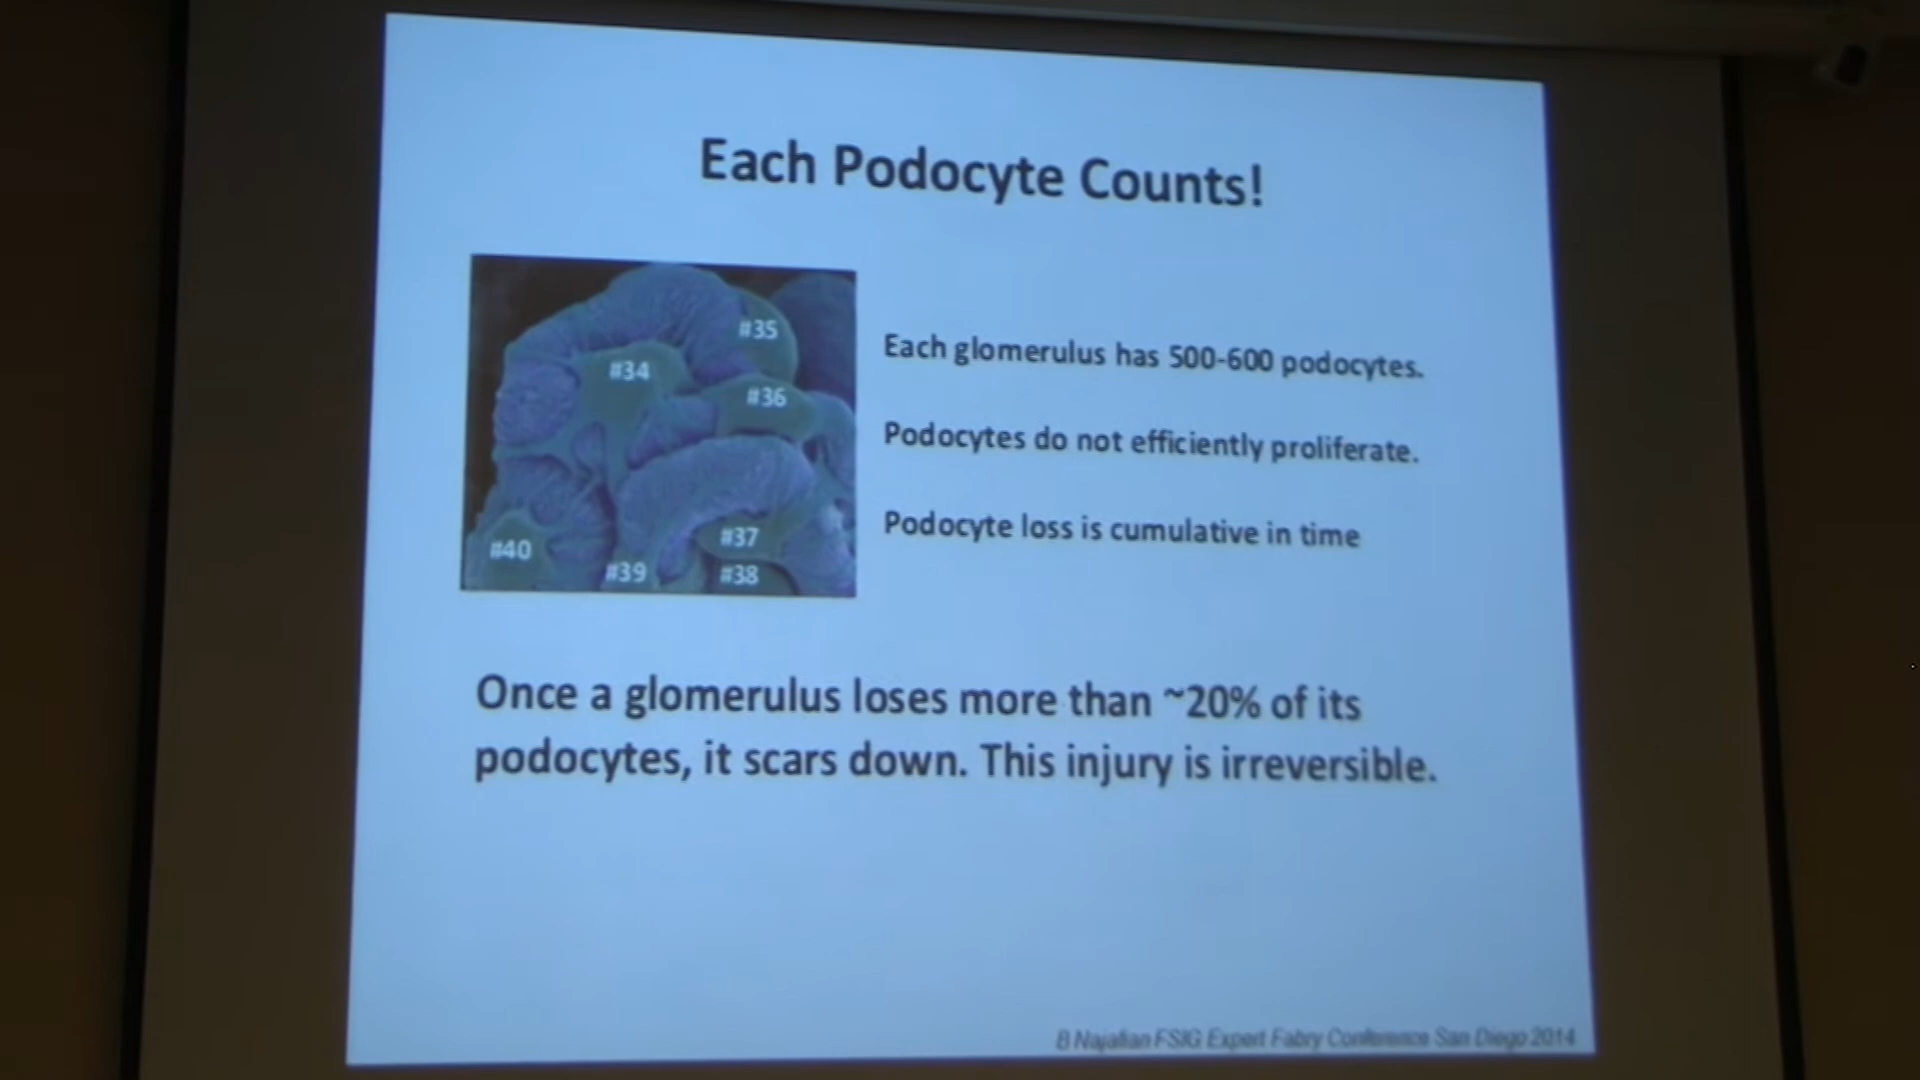 Each Podocyte Counts!
#35
#34
#36
#37
#40
#39
#38
Each glomerulus has 500-600 podocytes.
Podocytes do not efficiently proliferate.
Podocyte loss is cumulative in time
Once a glomerulus loses more than ~20% of its
podocytes, it scars down. This injury is irreversible.
B Najafian FSIG Expert Fabry Conference San Diego 2014